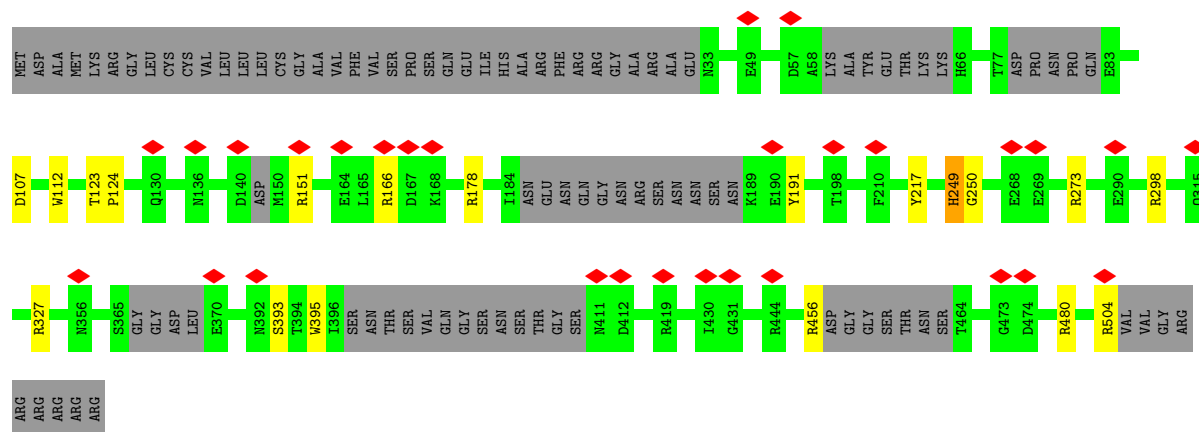 MET ASP ALA MET LYS ARG GLY LEU CYS CYS VAL LEU LEU LEU CYS GLY ALA VAL PHE VAL SER PRO SER GLN GLU ILE HIS ALA ARG PHE ARG ARG GLY ALA ARG ALA GLU N33 E49 D57 A58 LYS ALA TYR GLU THR LYS LYS H66 T77 ASP PRO ASN PRO GLN E83
D107 W112 T123 P124 Q130 N136 D140 ASP M150 R151 E164 L165 R166 D167 K168 R178 I184 ASN GLU ASN GLN GLY ASN ARG SER ASN ASN SER ASN K189 E190 Y191 T198 F210 Y217 H249 G250 E268 E269 R273 E290 R298 Q315
R327 N356 S365 GLY GLY ASP LEU E370 N392 S393 T394 W395 I396 SER ASN THR SER VAL GLN GLY SER ASN SER THR GLY SER N411 D412 R419 I430 G431 R444 R456 ASP GLY GLY SER THR ASN SER T464 G473 D474 R480 R504 VAL VAL GLY ARG
ARG ARG ARG ARG ARG